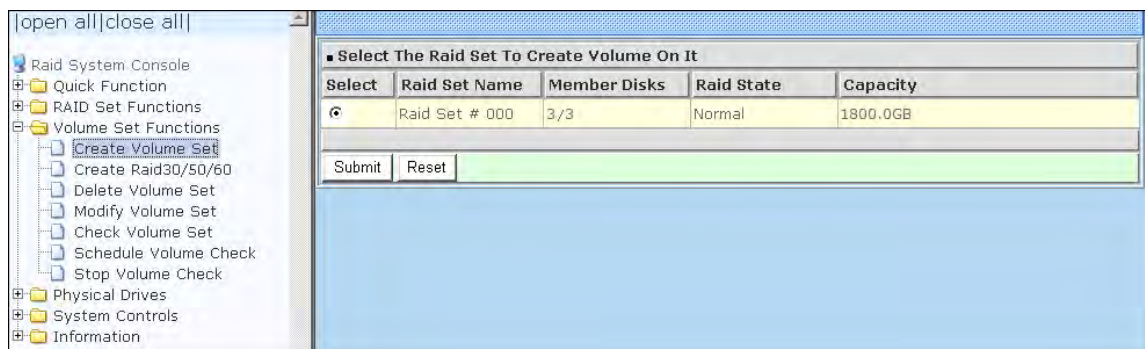 |open all|close all|
Raid System Console
Quick Function
RAID Set Functions
Volume Set Functions
Create Volume Set
Create Raid30/50/60
Delete Volume Set
Modify Volume Set
Check Volume Set
Schedule Volume Check
Stop Volume Check
Physical Drives
System Controls
Information
Select The Raid Set To Create Volume On It
Select Raid Set Name Member Disks Raid State Capacity
Raid Set # 000 3/3 Normal 1800.0GB
Submit Reset